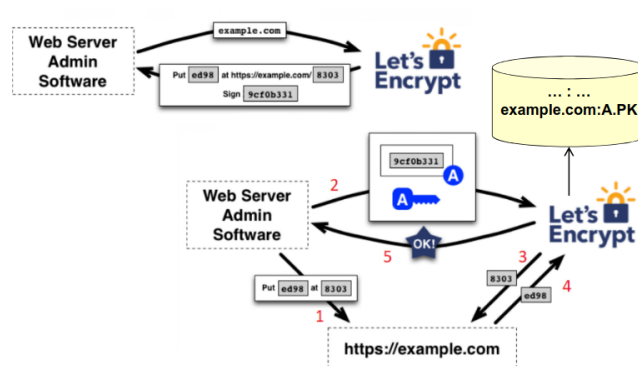 example.com
Web Server
Admin
Software
Let's
Encrypt
Put ed98 at https://example.com/ 8303
Sign 9cf0b331
... : ...
example.com:A.PK
9cf0b331
A
A
2
Web Server
Admin
Software
Let's
Encrypt
OK!
5
3
8303
ed98
4
Put ed98 at 8303
1
https://example.com